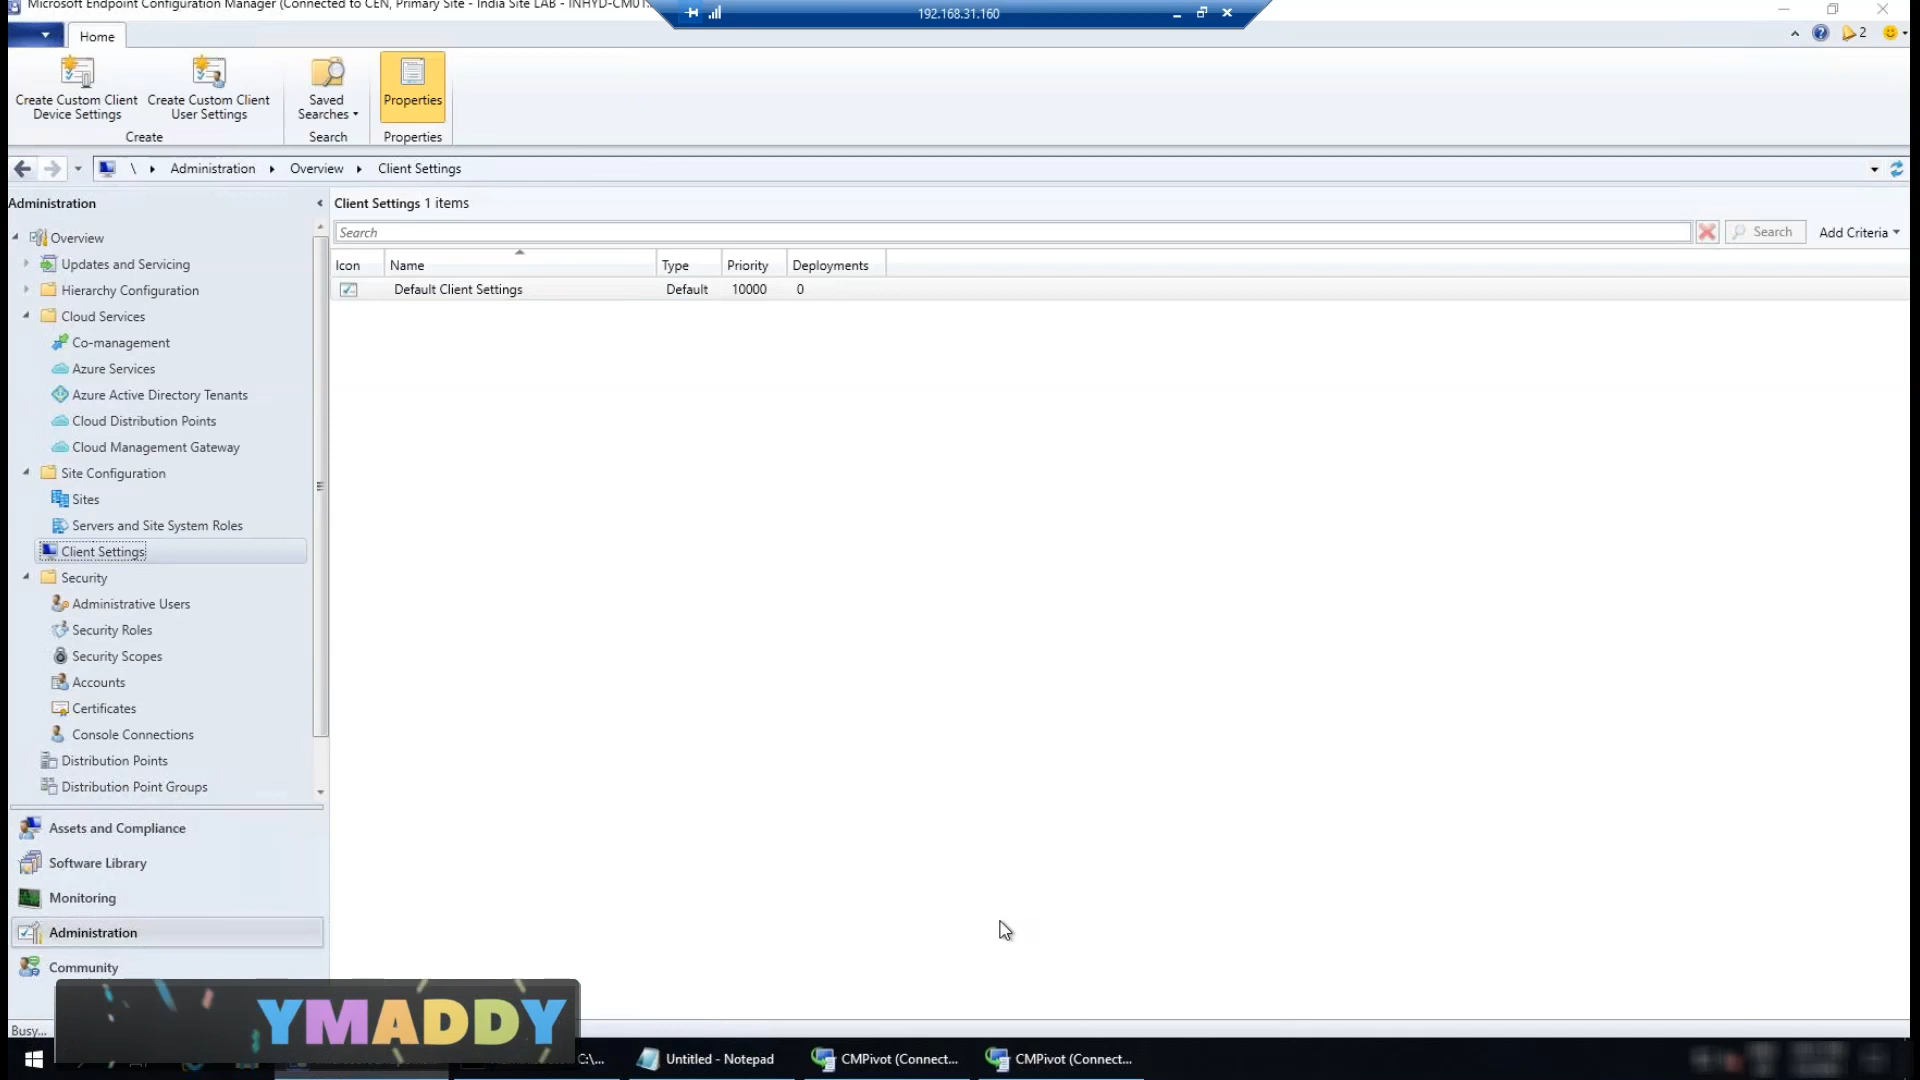 Microsoft Endpoint Configuration Manager (Connected to CEN, Primary Site - India Site LAB - INHYD-CM01.
192.168.31.160
Home
2
Create Custom Client Device Settings
Create Custom Client User Settings
Saved Searches
Properties
Create
Search
Properties
\ Administration Overview Client Settings
Administration
Client Settings 1 items
Search
Search
Add Criteria
Icon Name Type Priority Deployments
Default Client Settings Default 10000 0
Overview
Updates and Servicing
Hierarchy Configuration
Cloud Services
Co-management
Azure Services
Azure Active Directory Tenants
Cloud Distribution Points
Cloud Management Gateway
Site Configuration
Sites
Servers and Site System Roles
Client Settings
Security
Administrative Users
Security Roles
Security Scopes
Accounts
Certificates
Console Connections
Distribution Points
Distribution Point Groups
Assets and Compliance
Software Library
Monitoring
Administration
Community
YMADDY
Busy...
C:\...
Untitled - Notepad
CMPivot (Connect...
CMPivot (Connect...